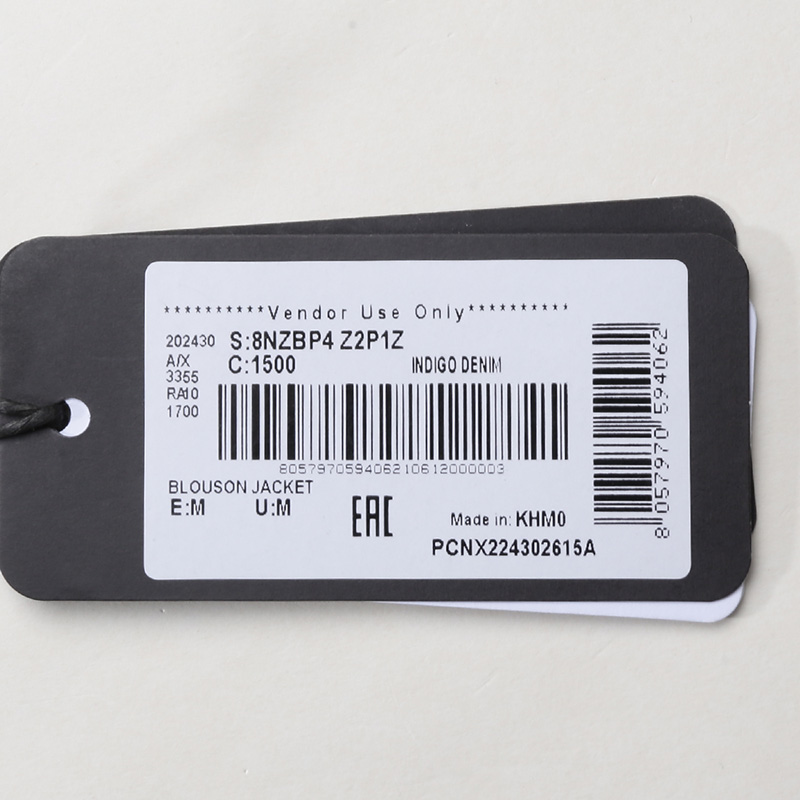 **********Vendor Use Only**********
202430
S:8NZBP4 Z2P1Z
A/X
C:1500
INDIGO DENIM
3355
RA10
1700
805797059406210612000003
BLOUSON JACKET
E:M U:M
EAC
Made in: KHM0
PCNX224302615A
8 057970 594062